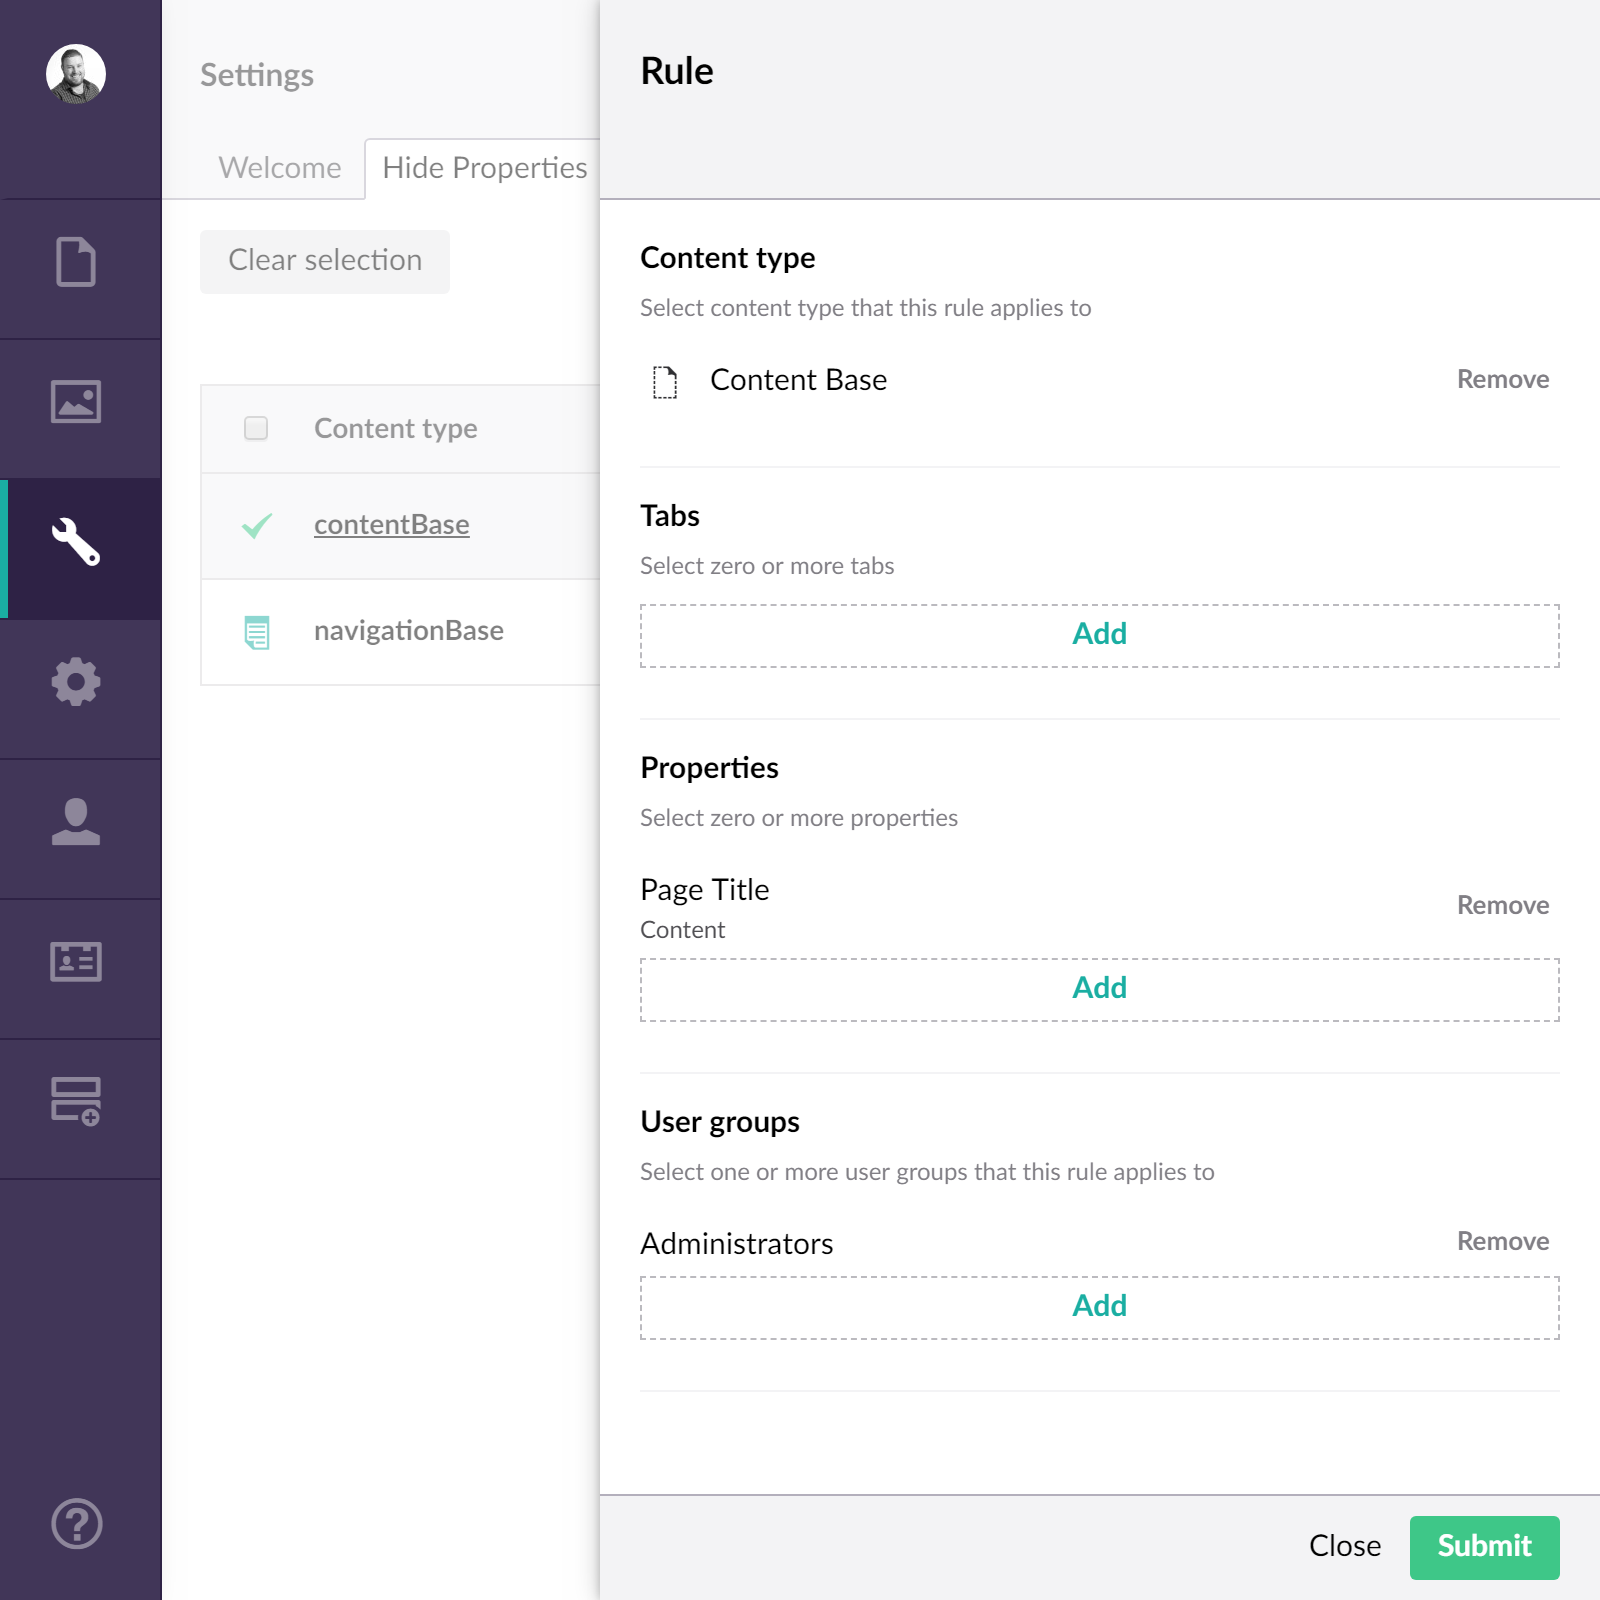 Settings
Welcome
Hide Properties
Clear selection
Content type
contentBase
navigationBase
Rule
Content type
Select content type that this rule applies to
Content Base
Remove
Tabs
Select zero or more tabs
Add
Properties
Select zero or more properties
Page Title
Content
Remove
Add
User groups
Select one or more user groups that this rule applies to
Administrators
Remove
Add
Close
Submit